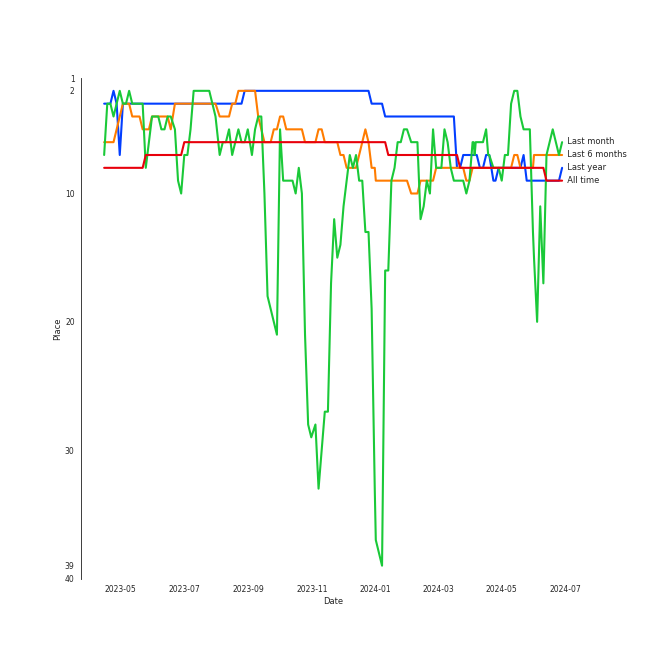 1
2
10
20
30
39
40
Place
Last month
Last 6 months
Last year
All time
2023-05
2023-07
2023-09
2023-11
2024-01
2024-03
2024-05
2024-07
Date